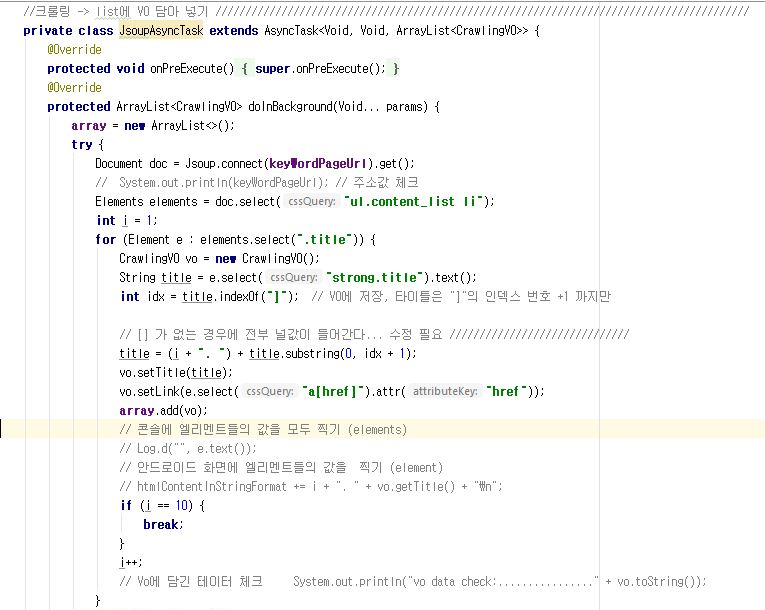 //크롤링 -> list에 VO 담아 넣기 /////////////////////////////////////////////////////////////////////////////////////////
private class JsoupAsyncTask extends AsyncTask<Void, Void, ArrayList<CrawlingVO>> {
@Override
protected void onPreExecute() { super.onPreExecute(); }
@Override
protected ArrayList<CrawlingVO> doInBackground(Void... params) {
array = new ArrayList<>();
try {
Document doc = Jsoup.connect(keyWordPageUrl).get();
//  System.out.println(keyWordPageUrl); // 주소값 체크
Elements elements = doc.select( cssQuery: "ul.content_list li");
int i = 1;
for (Element e : elements.select(".title")) {
CrawlingVO vo = new CrawlingVO();
String title = e.select( cssQuery: "strong.title").text();
int idx = title.indexOf("]");  // VO에 저장, 타이틀은 "]"의 인덱스 번호 +1 까지만
// [] 가 없는 경우에 전부 널값이 들어간다... 수정 필요 //////////////////////////////
title = (i + ". ") + title.substring(0, idx + 1);
vo.setTitle(title);
vo.setLink(e.select( cssQuery: "a[href]").attr( attributeKey: "href"));
array.add(vo);
// 콘솔에 엘리멘트들의 값을 모두 찍기 (elements)
// Log.d("", e.text());
// 안드로이드 화면에 엘리멘트들의 값을  찍기 (element)
// htmlContentInStringFormat += i + ". " + vo.getTitle() + "₩n";
if (i == 10) {
break;
}
i++;
// Vo에 담긴 테이터 체크     System.out.println("vo data check:................" + vo.toString());
}